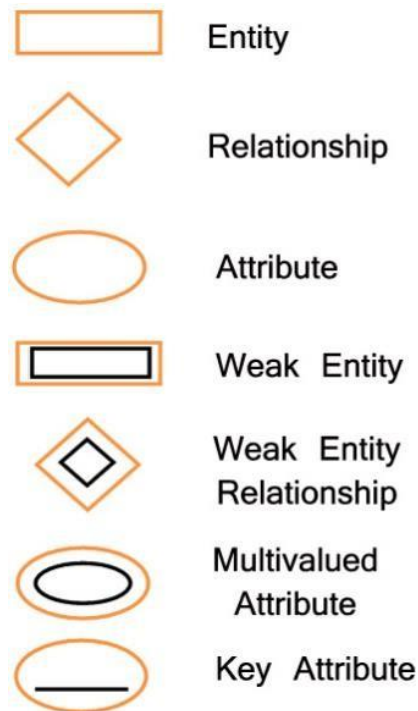 Entity
Relationship
Attribute
Weak Entity
Weak Entity
Relationship
Multivalued
Attribute
Key Attribute